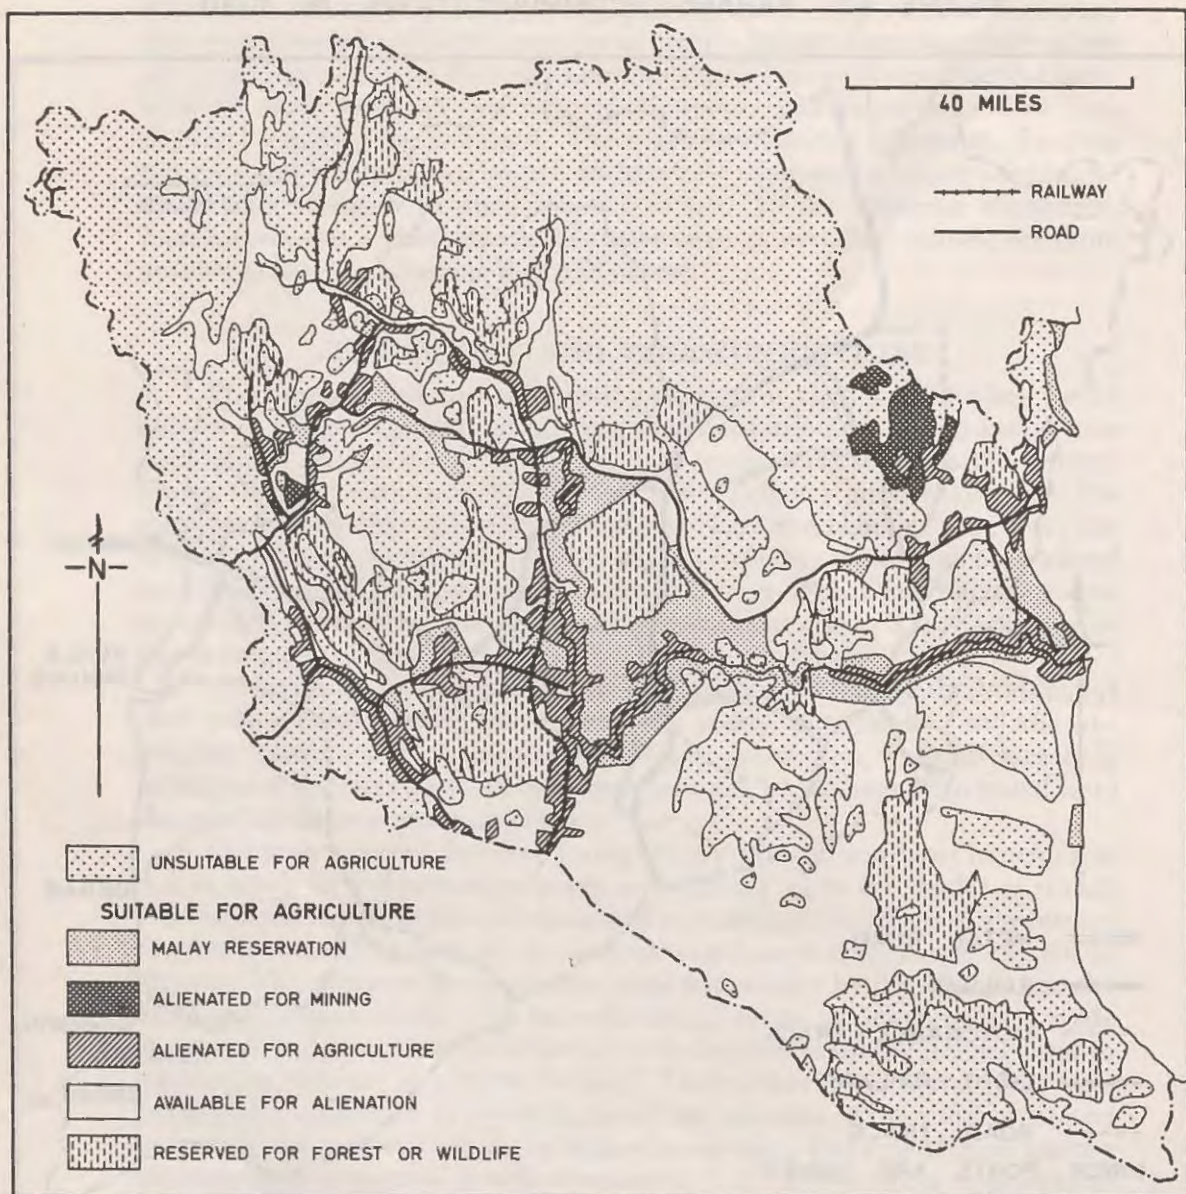 40 MILES
RAILWAY
ROAD
N
UNSUITABLE FOR AGRICULTURE
SUITABLE FOR AGRICULTURE
MALAY RESERVATION
ALIENATED FOR MINING
ALIENATED FOR AGRICULTURE
AVAILABLE FOR ALIENATION
RESERVED FOR FOREST OR WILDLIFE